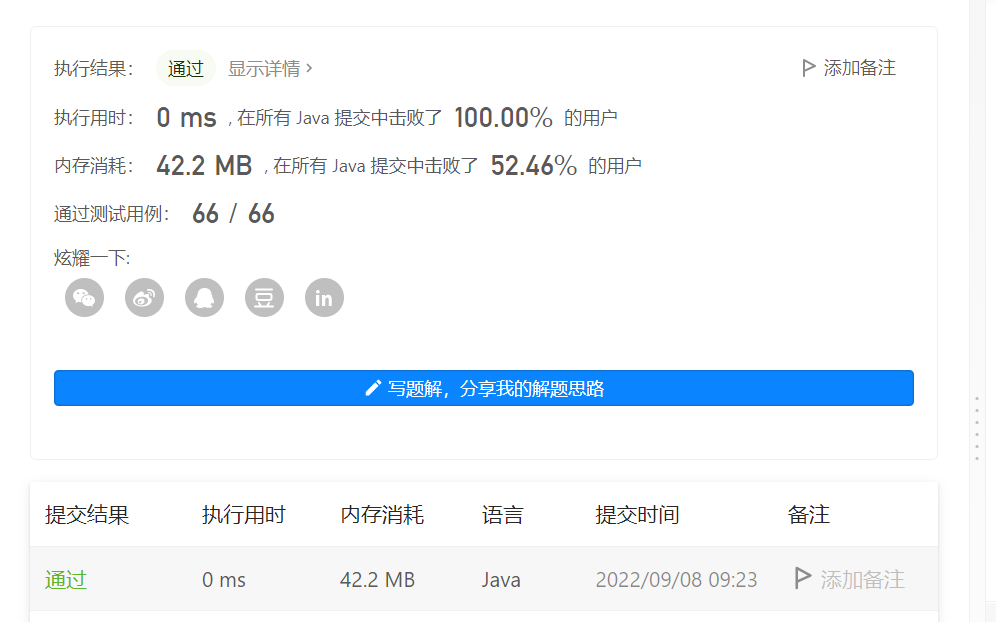 执行结果： 通过 显示详情 › 添加备注
执行用时： 0 ms , 在所有 Java 提交中击败了 100.00% 的用户
内存消耗： 42.2 MB , 在所有 Java 提交中击败了 52.46% 的用户
通过测试用例： 66 / 66
炫耀一下:
豆 in
写题解，分享我的解题思路
提交结果 执行用时 内存消耗 语言 提交时间 备注
通过 0 ms 42.2 MB Java 2022/09/08 09:23 添加备注